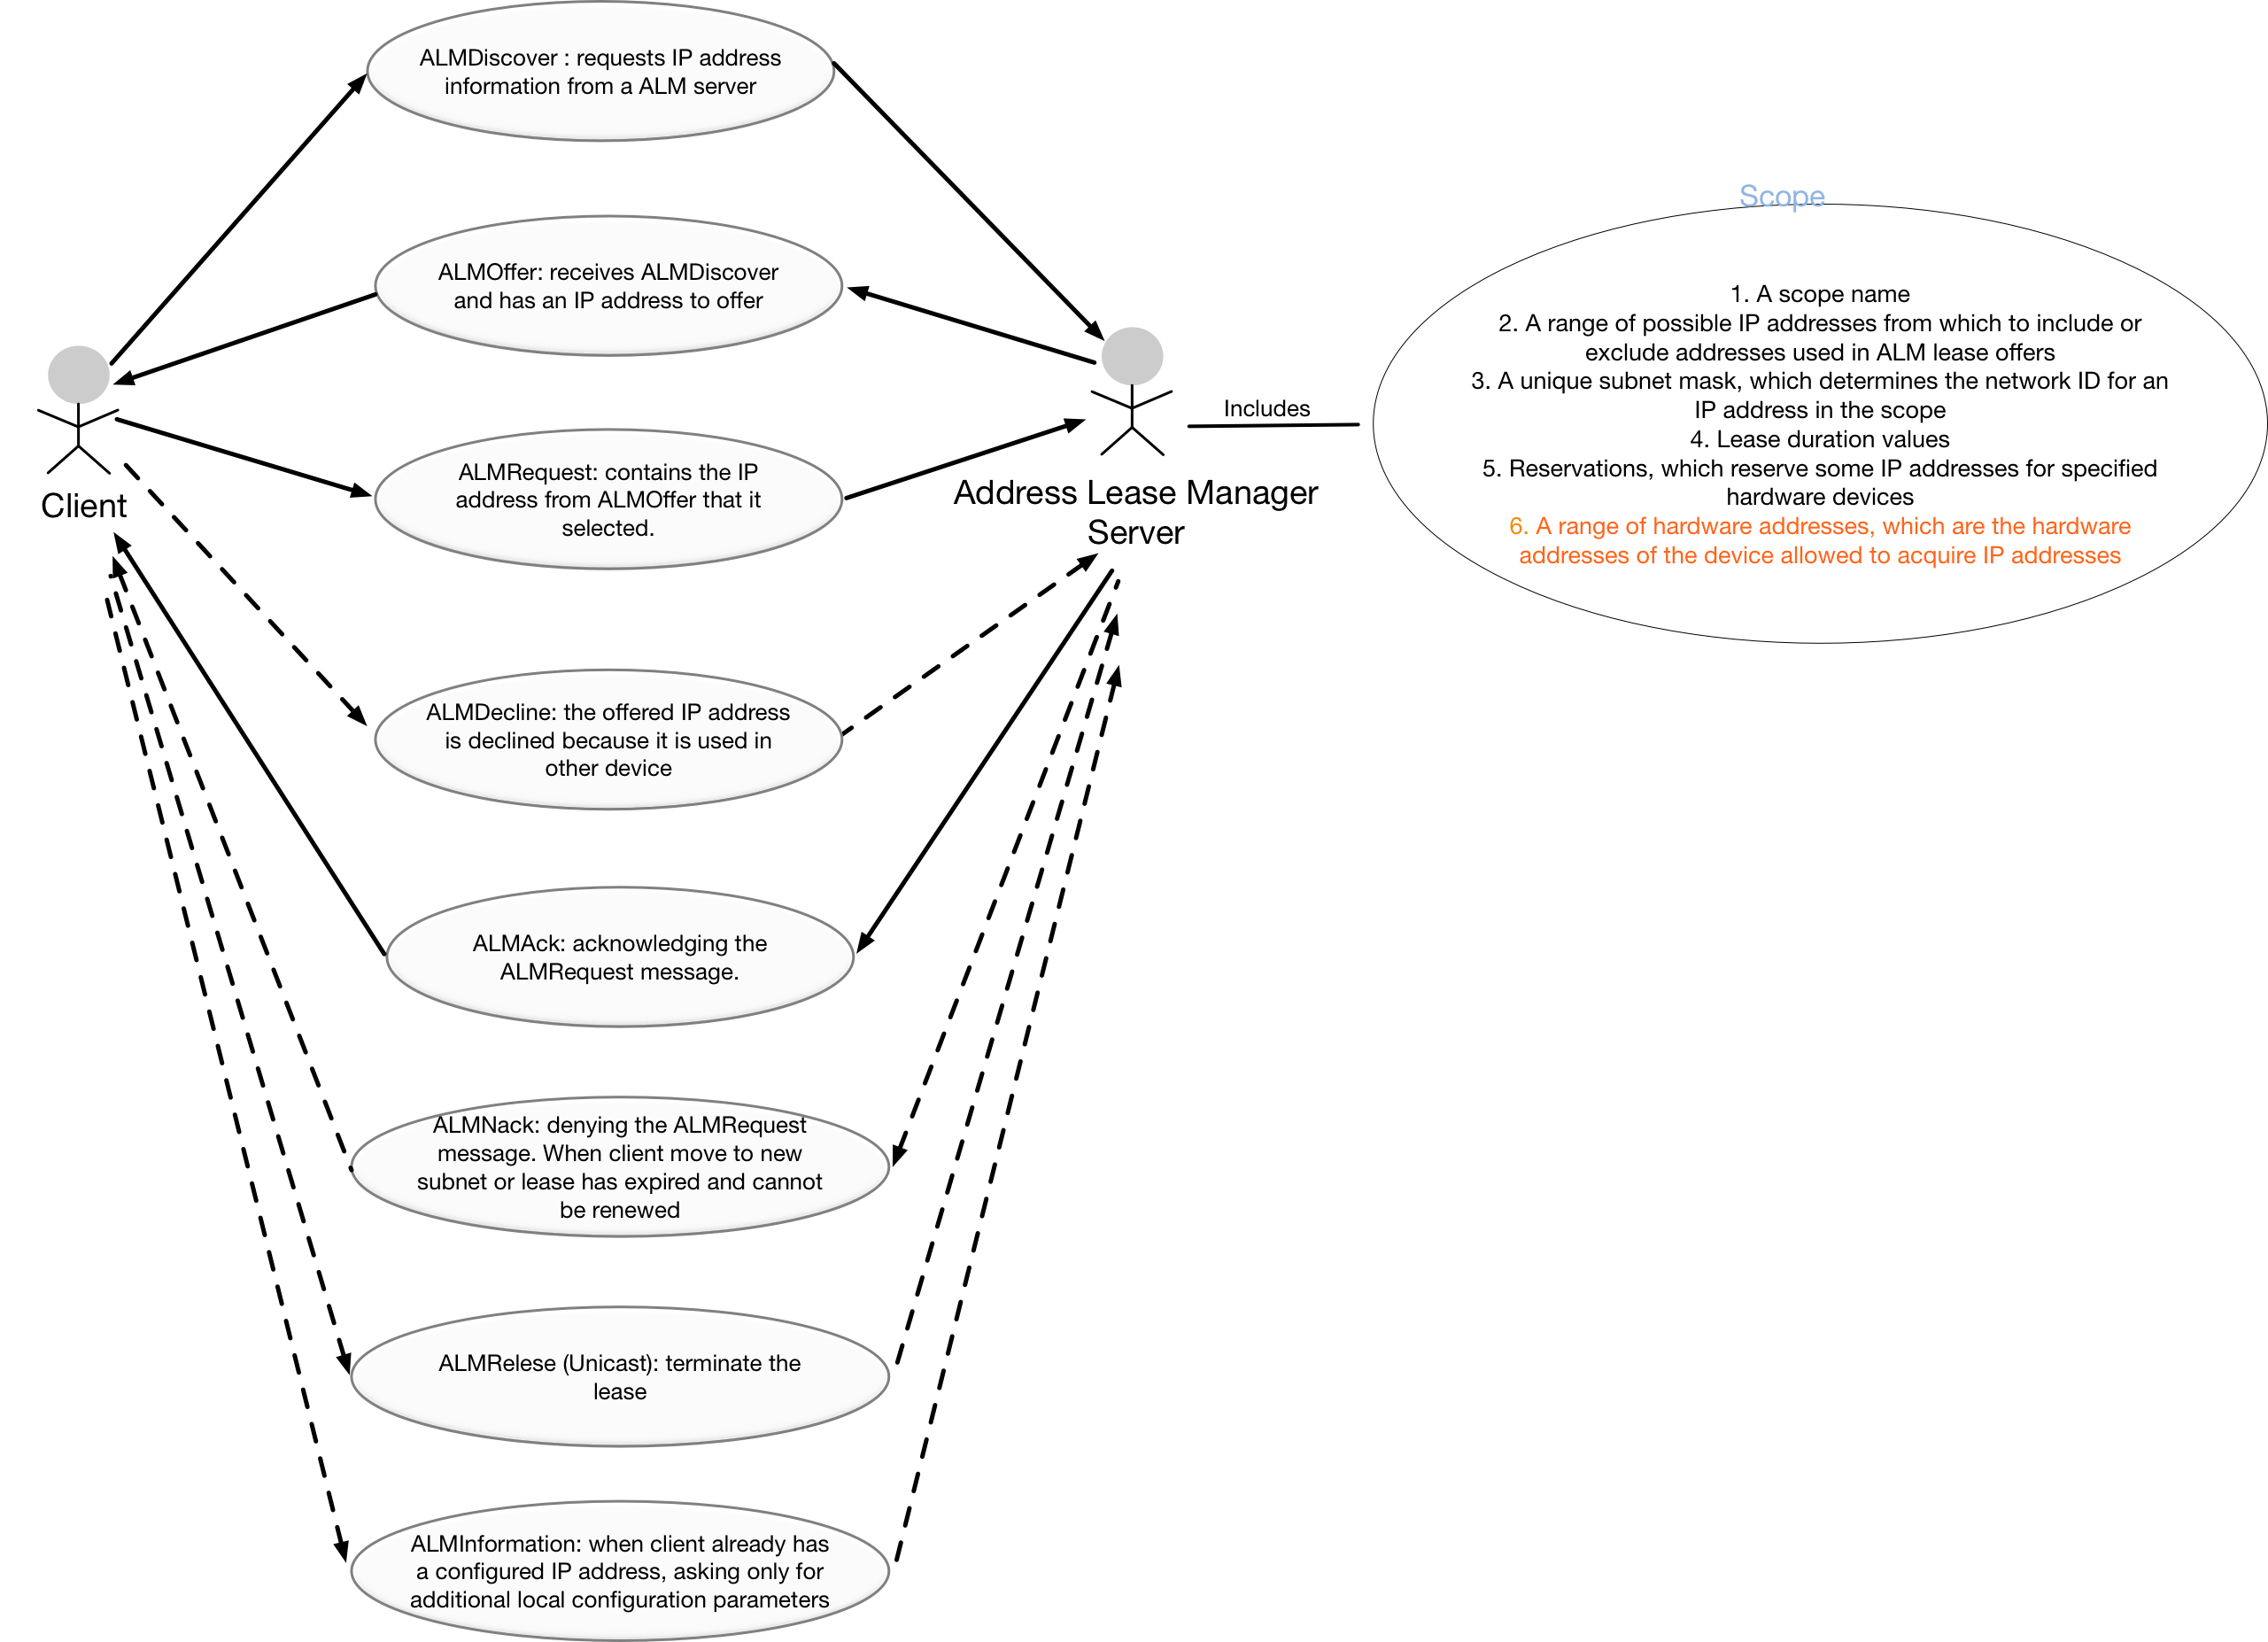 ALMDiscover : requests IP address
information from a ALM server
ALMOffer: receives ALMDiscover
and has an IP address to offer
ALMRequest: contains the IP
address from ALMOffer that it
selected.
Client
ALMDecline: the offered IP address
is declined because it is used in
other device
ALMAck: acknowledging the
ALMRequest message.
ALMNack: denying the ALMRequest
message. When client move to new
subnet or lease has expired and cannot
be renewed
ALMRelese (Unicast): terminate the
lease
ALMInformation: when client already has
a configured IP address, asking only for
additional local configuration parameters
Address Lease Manager
Server
Includes
Scope
1. A scope name
2. A range of possible IP addresses from which to include or
exclude addresses used in ALM lease offers
3. A unique subnet mask, which determines the network ID for an
IP address in the scope
4. Lease duration values
5. Reservations, which reserve some IP addresses for specified
hardware devices
6. A range of hardware addresses, which are the hardware
addresses of the device allowed to acquire IP addresses